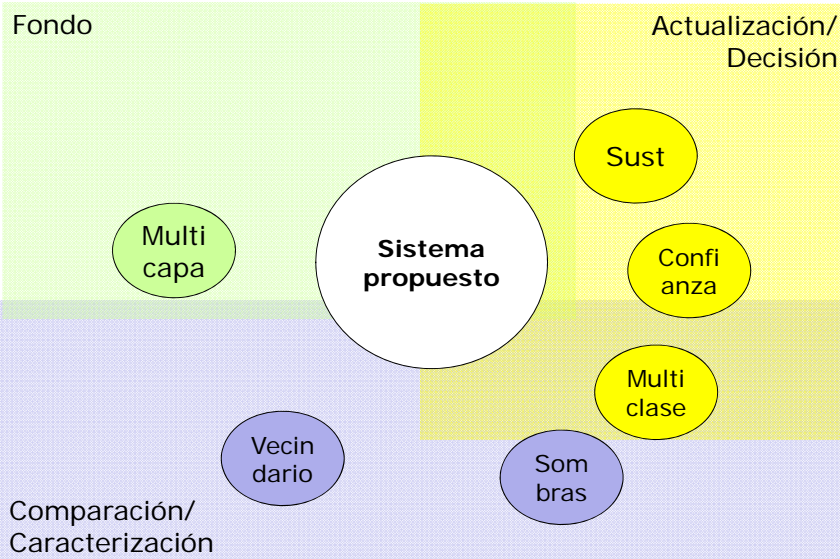 Fondo
Actualización/
Decisión
Sust
Multi
capa
Sistema
propuesto
Confi
anza
Multi
clase
Vecin
dario
Som
bras
Comparación/
Caracterización